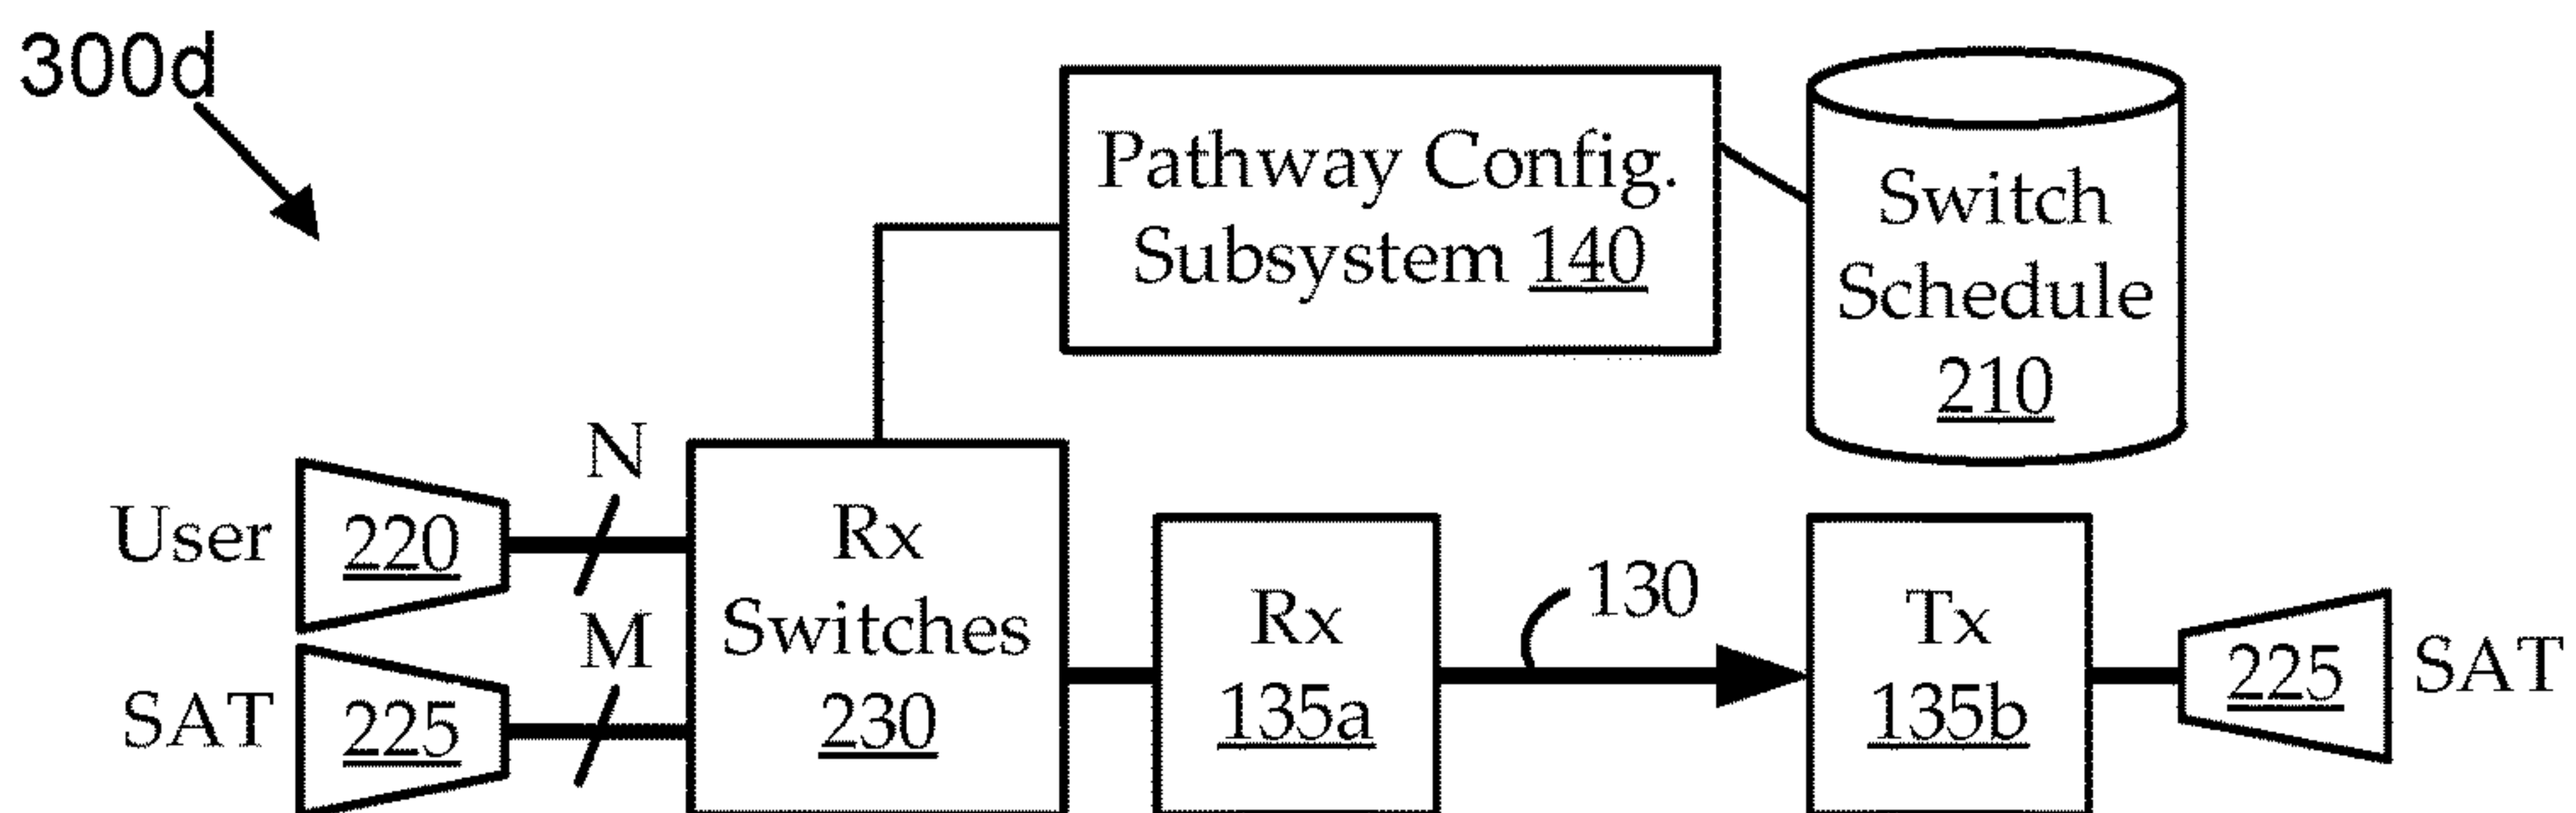 300d
Pathway Config.
Subsystem 140
Switch
Schedule
210
N
User
220
Rx
Switches
230
M
SAT
225
Rx
135a
130
Tx
135b
225
SAT